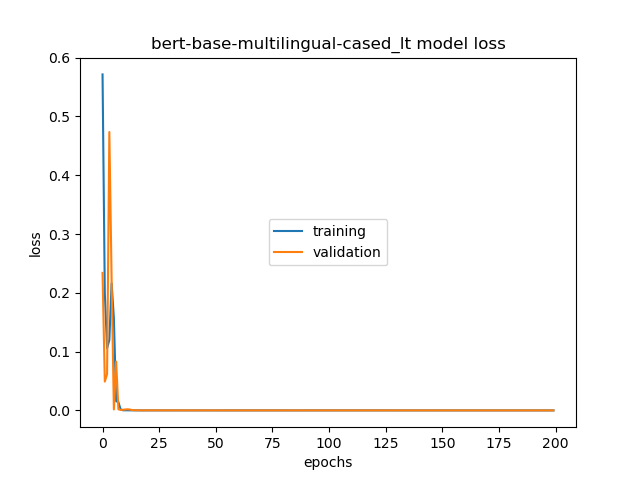 bert-base-multilingual-cased_lt model loss
0.6
0.5
0.4
0.3
0.2
0.1
0.0
loss
training
validation
0 25 50 75 100 125 150 175 200
epochs